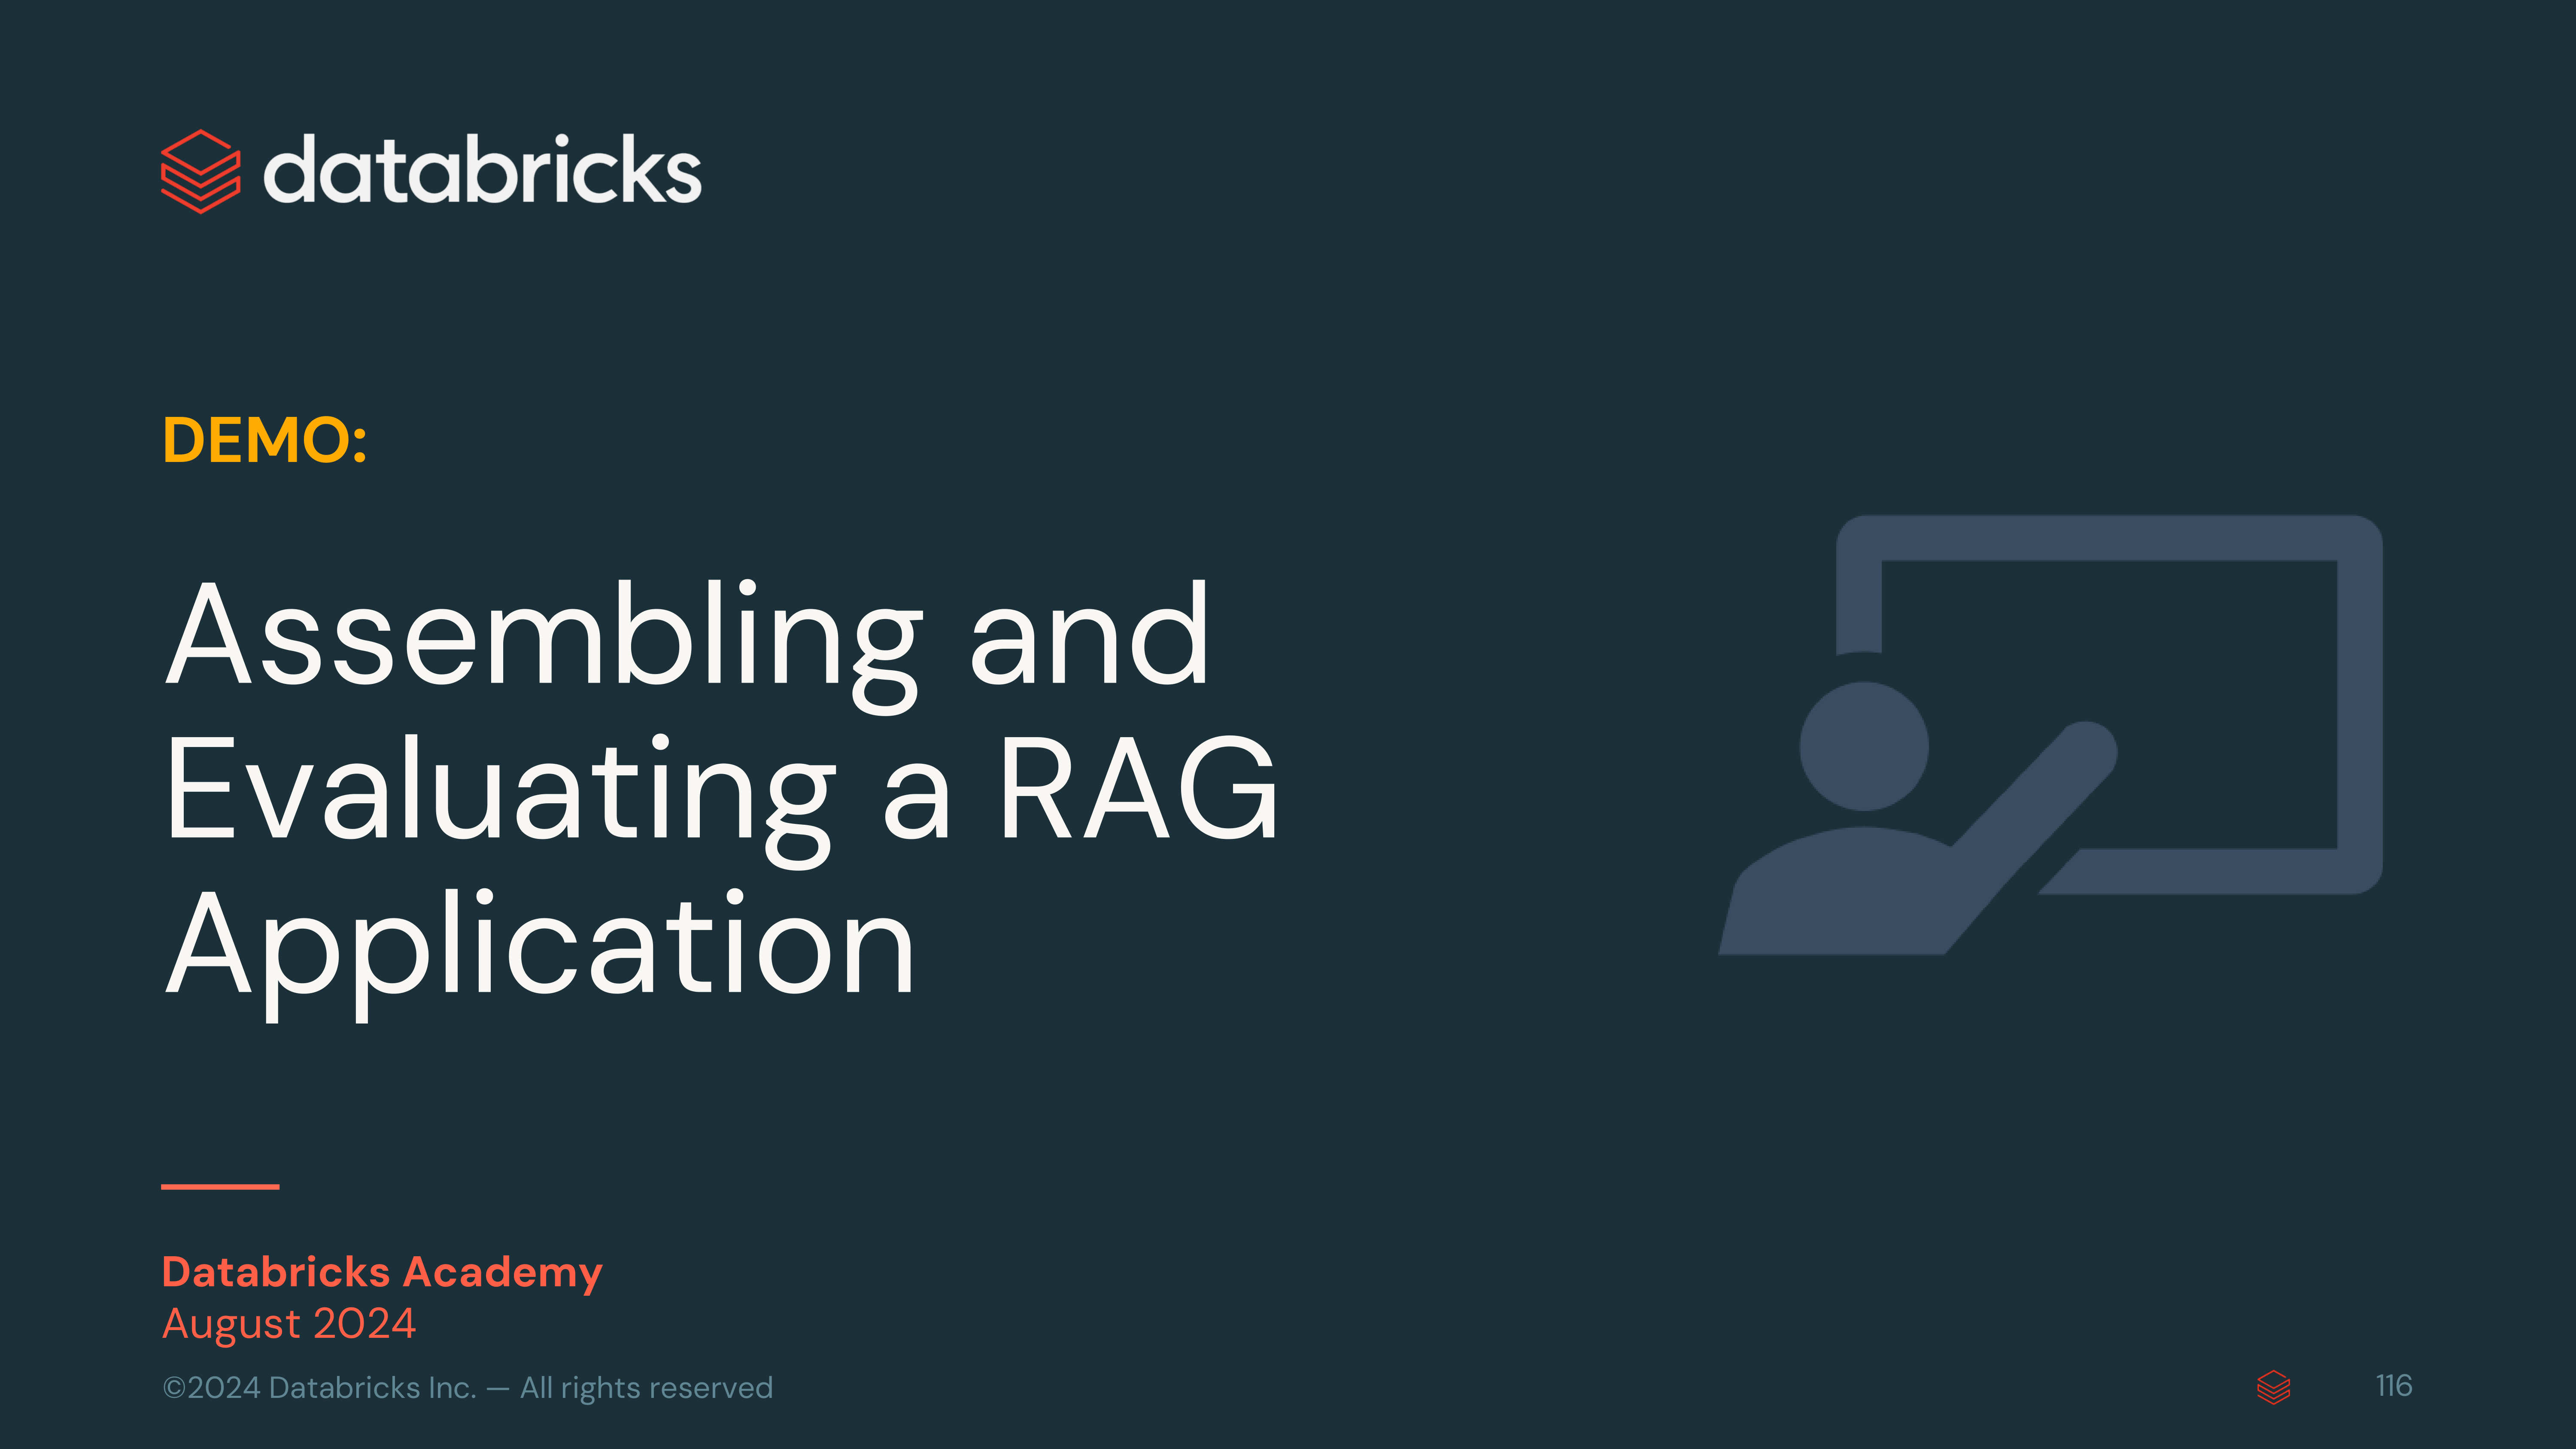 databricks
DEMO:
Assembling and
Evaluating a RAG
Application
Databricks Academy
August 2024
©2024 Databricks Inc. — All rights reserved
116